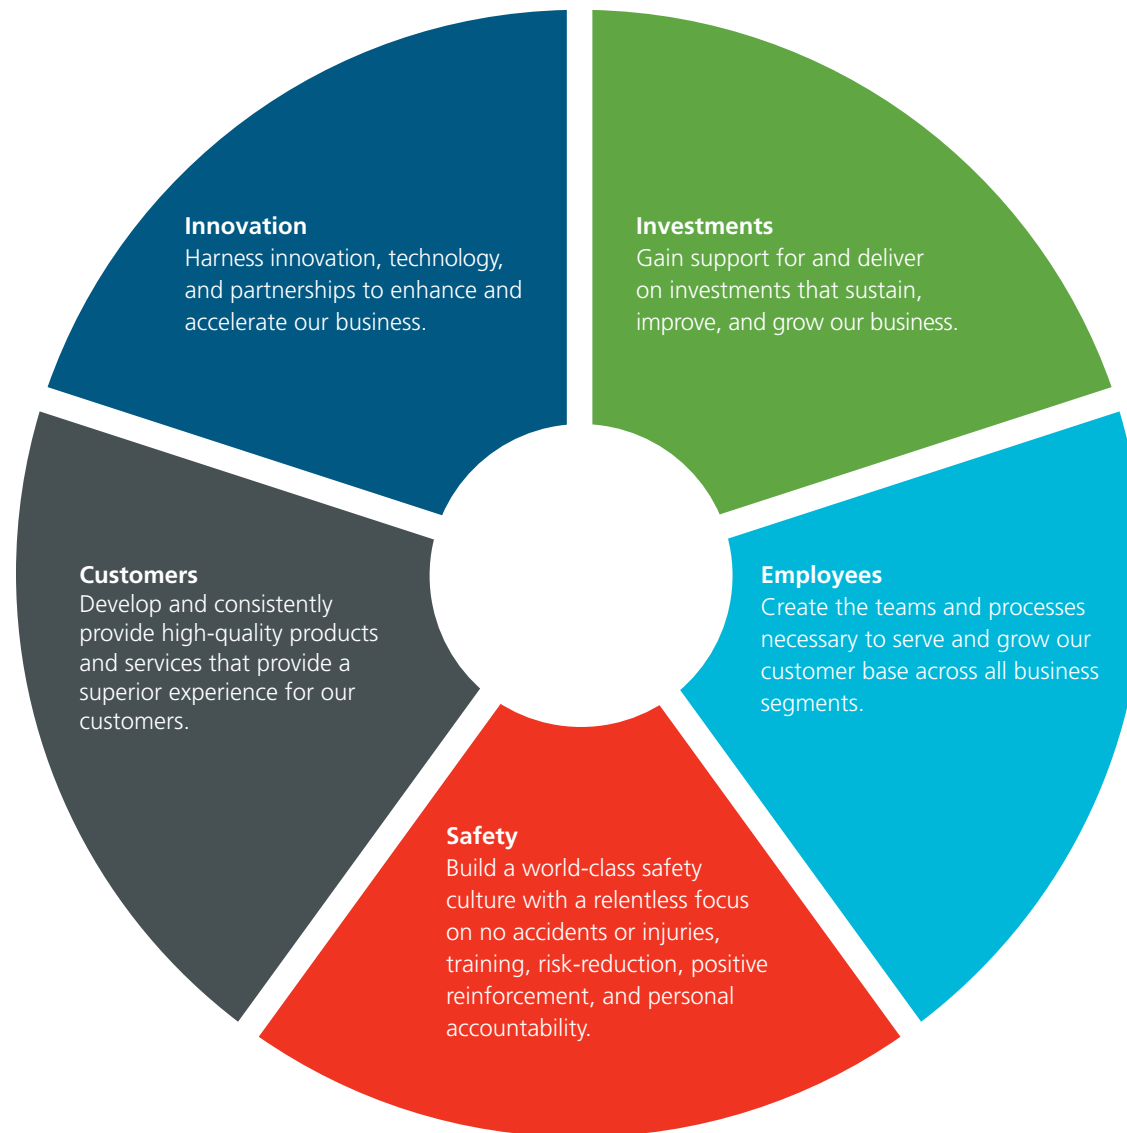 Innovation
Harness innovation, technology,
and partnerships to enhance and
accelerate our business.
Investments
Gain support for and deliver
on investments that sustain,
improve, and grow our business.
Customers
Develop and consistently
provide high-quality products
and services that provide a
superior experience for our
customers.
Employees
Create the teams and processes
necessary to serve and grow our
customer base across all business
segments.
Safety
Build a world-class safety
culture with a relentless focus
on no accidents or injuries,
training, risk-reduction, positive
reinforcement, and personal
accountability.